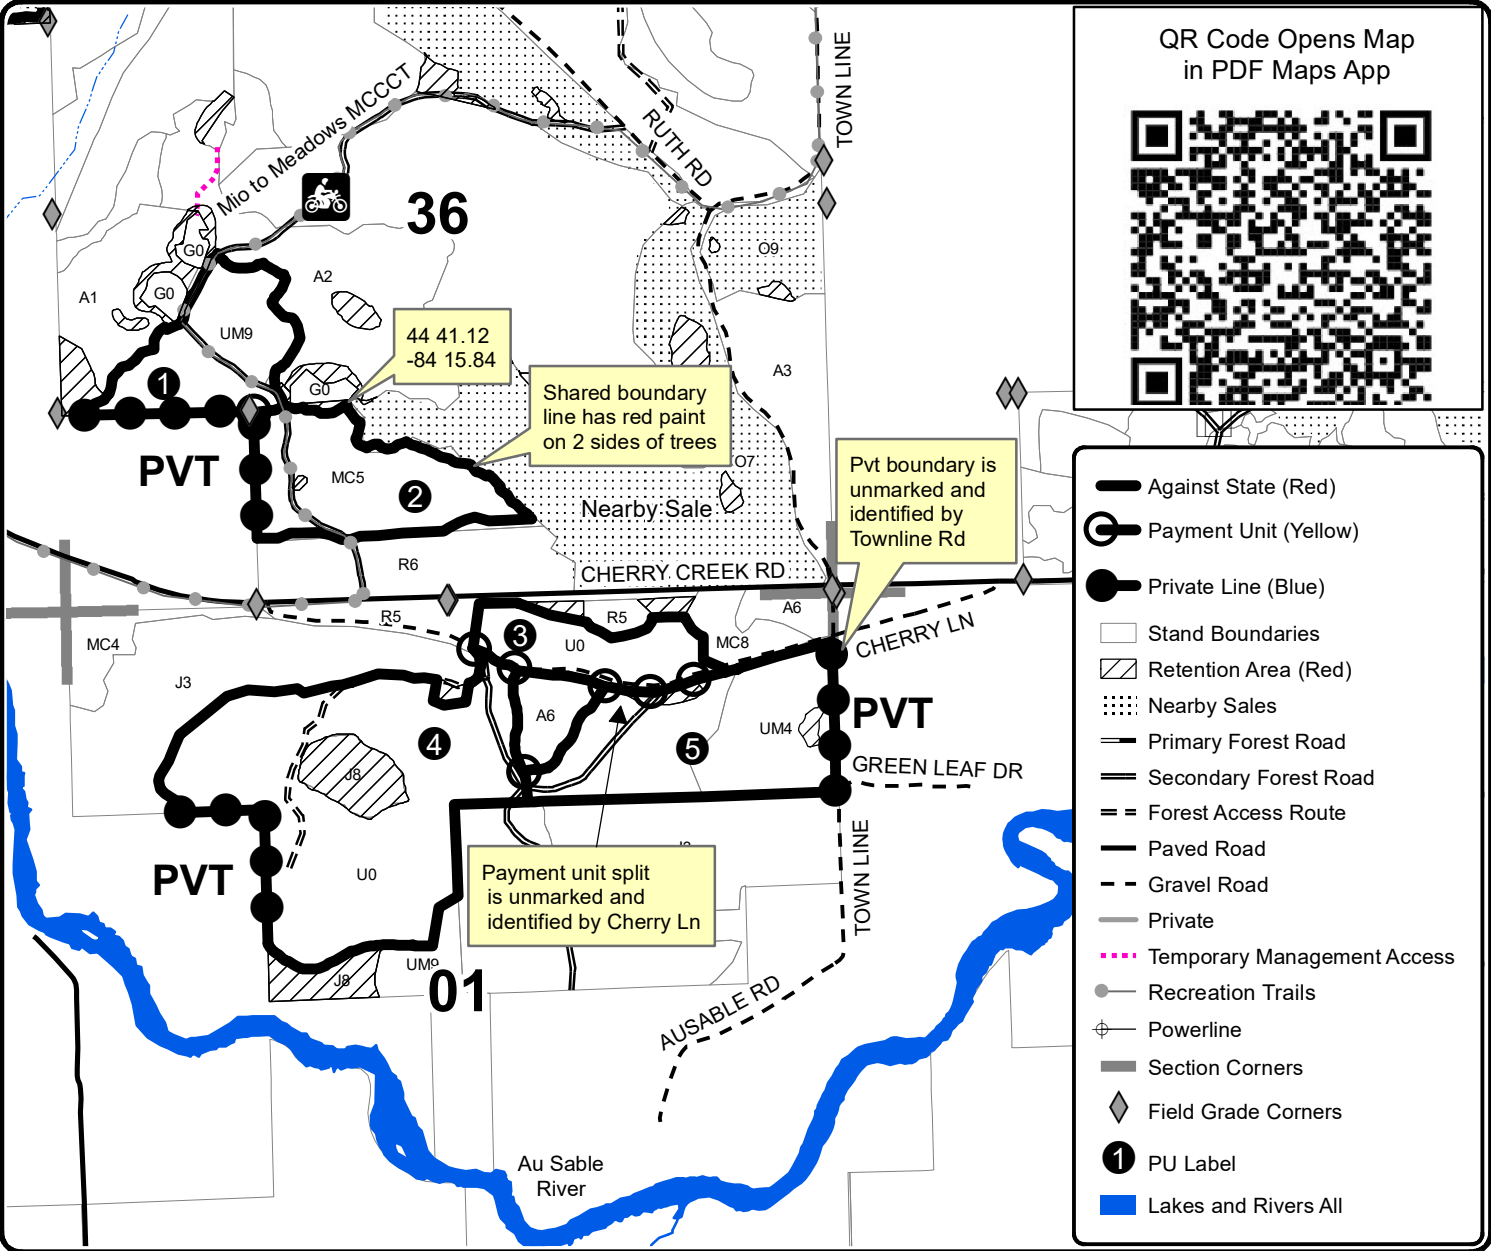 QR Code Opens Map
in PDF Maps App
TOWN LINE
Mio to Meadows MCCCT
RUTH RD
36
G0
O9
A2
A1
G0
UM9
44 41.12
-84 15.84
A3
1
G0
Shared boundary
line has red paint
on 2 sides of trees
PVT
MC5
2
O7
Nearby Sale
Pvt boundary is
unmarked and
identified by
Townline Rd
R6
CHERRY CREEK RD
R5
R5
A6
MC4
3
U0
MC8
CHERRY LN
J3
A6
UM4
PVT
4
5
J8
GREEN LEAF DR
TOWN LINE
PVT
U0
Payment unit split
is unmarked and
identified by Cherry Ln
UM9
J8
01
AUSABLE RD
Au Sable
River
Against State (Red)
Payment Unit (Yellow)
Private Line (Blue)
Stand Boundaries
Retention Area (Red)
Nearby Sales
Primary Forest Road
Secondary Forest Road
Forest Access Route
Paved Road
Gravel Road
Private
Temporary Management Access
Recreation Trails
Powerline
Section Corners
Field Grade Corners
1 PU Label
Lakes and Rivers All